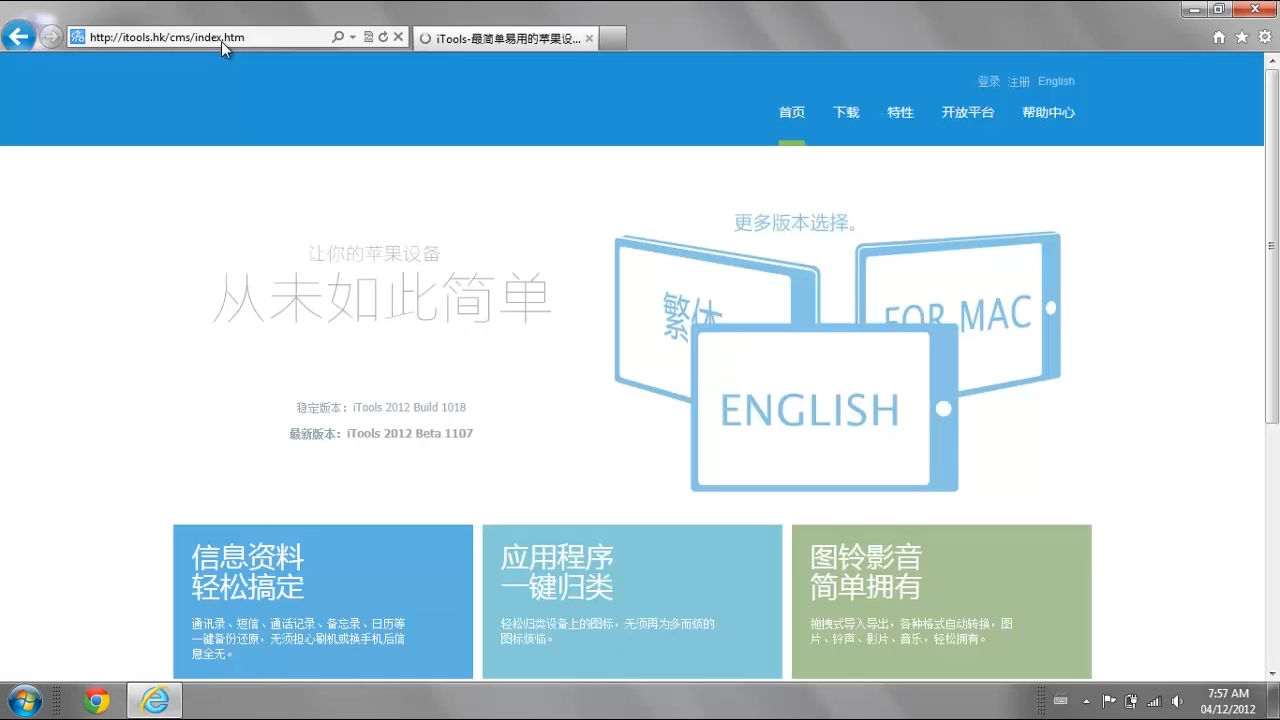 http://itools.hk/cms/index.htm
iTools-最简单易用的苹果设...
登录 注册 English
首页 下载 特性 开放平台 帮助中心
让你的苹果设备
从未如此简单
稳定版本：iTools 2012 Build 1018
最新版本：iTools 2012 Beta 1107
更多版本选择。
繁体
FOR MAC
ENGLISH
信息资料
轻松搞定
通讯录、短信、通话记录、备忘录、日历等
一键备份还原，无须担心刷机或换手机后信
息全无。
应用程序
一键归类
轻松归类设备上的图标，无须再为多而烦的
图标烦恼。
图铃影音
简单拥有
拖拽式导入导出，各种格式自动转换，图
片、铃声、影片、音乐，轻松拥有。
7:57 AM
04/12/2012